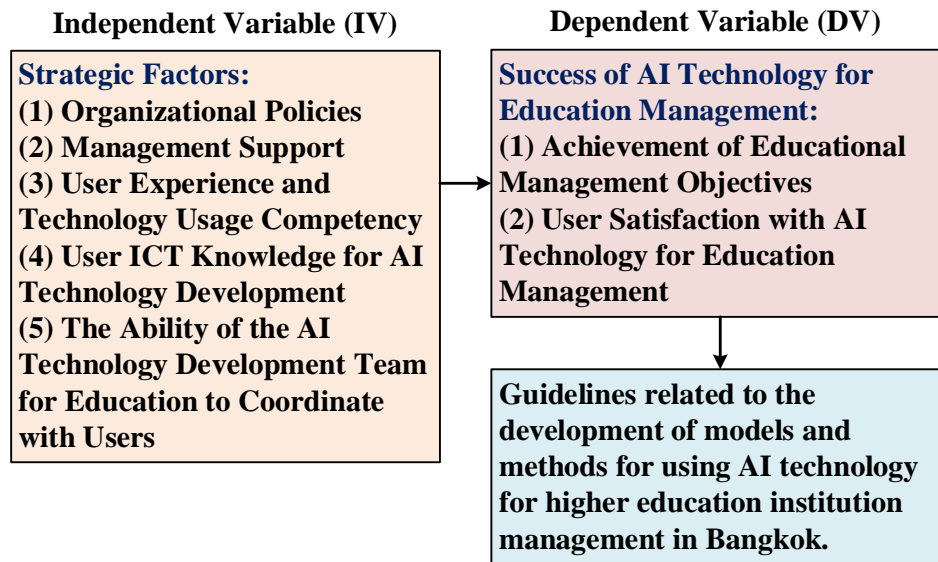 Independent Variable (IV)
Strategic Factors:
(1) Organizational Policies
(2) Management Support
(3) User Experience and
Technology Usage Competency
(4) User ICT Knowledge for AI
Technology Development
(5) The Ability of the AI
Technology Development Team
for Education to Coordinate
with Users
Dependent Variable (DV)
Success of AI Technology for
Education Management:
(1) Achievement of Educational
Management Objectives
(2) User Satisfaction with AI
Technology for Education
Management
Guidelines related to the
development of models and
methods for using AI technology
for higher education institution
management in Bangkok.